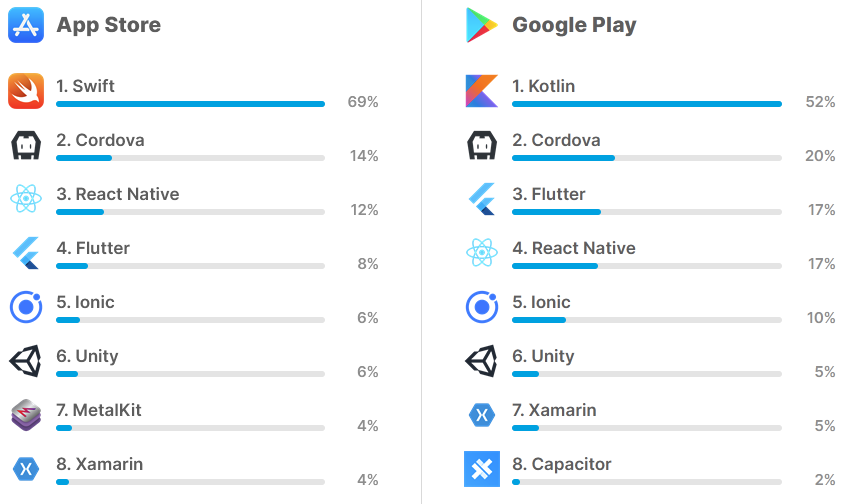 App Store
1. Swift
69%
2. Cordova
14%
3. React Native
12%
4. Flutter
8%
5. Ionic
6%
6. Unity
6%
7. MetalKit
4%
8. Xamarin
4%
Google Play
1. Kotlin
52%
2. Cordova
20%
3. Flutter
17%
4. React Native
17%
5. Ionic
10%
6. Unity
5%
7. Xamarin
5%
8. Capacitor
2%